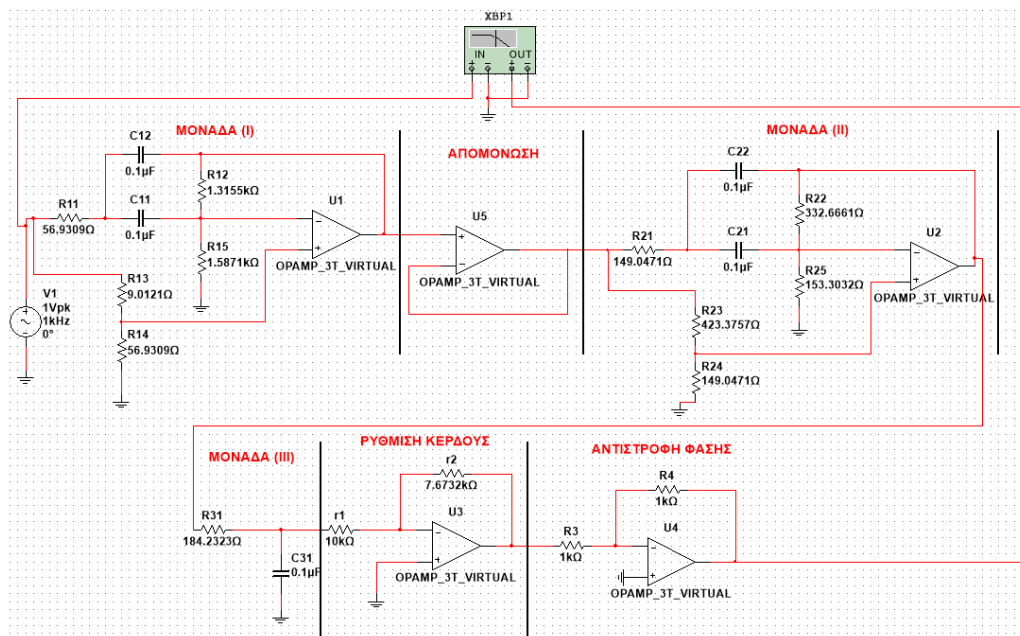 XBP1
IN OUT
ΜΟΝΑΔΑ (I)
ΑΠΟΜΟΝΩΣΗ
ΜΟΝΑΔΑ (II)
C12
0.1µF
R12
1.3155kΩ
R11
56.9309Ω
C11
0.1µF
U1
OPAMP_3T_VIRTUAL
R15
1.5871kΩ
R13
9.0121Ω
R14
56.9309Ω
V1
1Vpk
1kHz
0°
U5
OPAMP_3T_VIRTUAL
C22
0.1µF
R22
332.6661Ω
R21
149.0471Ω
C21
0.1µF
U2
OPAMP_3T_VIRTUAL
R25
153.3032Ω
R23
423.3757Ω
R24
149.0471Ω
ΜΟΝΑΔΑ (III)
ΡΥΘΜΙΣΗ ΚΕΡΔΟΥΣ
ΑΝΤΙΣΤΡΟΦΗ ΦΑΣΗΣ
R31
184.2323Ω
C31
0.1µF
r1
10kΩ
r2
7.6732kΩ
U3
OPAMP_3T_VIRTUAL
R3
1kΩ
R4
1kΩ
U4
OPAMP_3T_VIRTUAL